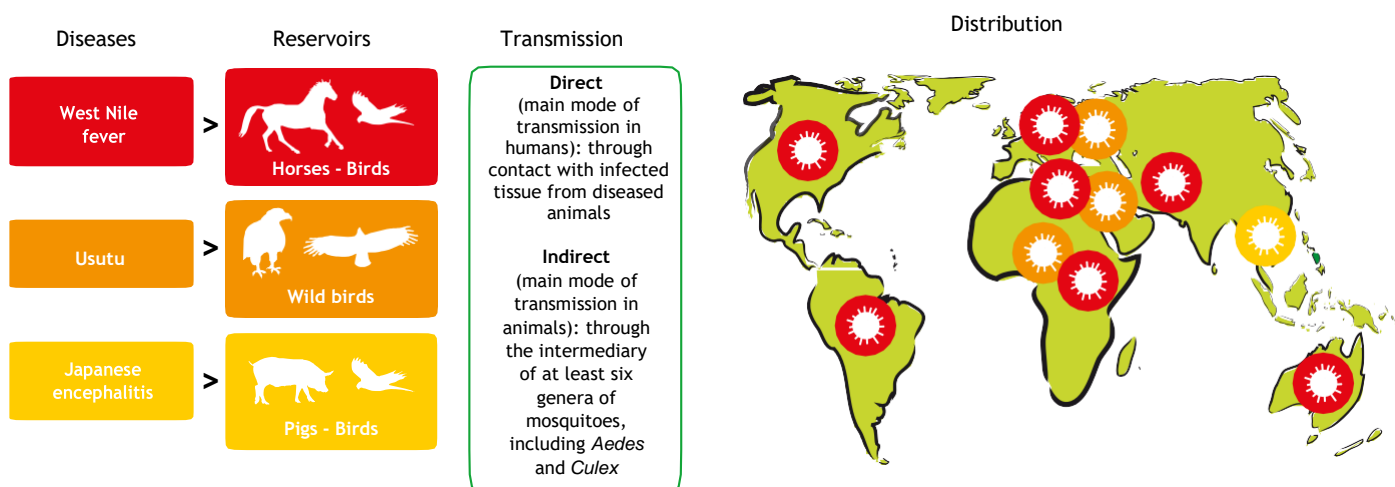 Diseases
Reservoirs
Transmission
Distribution
West Nile
fever
>
Horses - Birds
Usutu
>
Wild birds
Japanese
encephalitis
>
Pigs - Birds
Direct
(main mode of
transmission in
humans): through
contact with infected
tissue from diseased
animals
Indirect
(main mode of
transmission in
animals): through
the intermediary
of at least six
genera of
mosquitoes,
including Aedes
and Culex